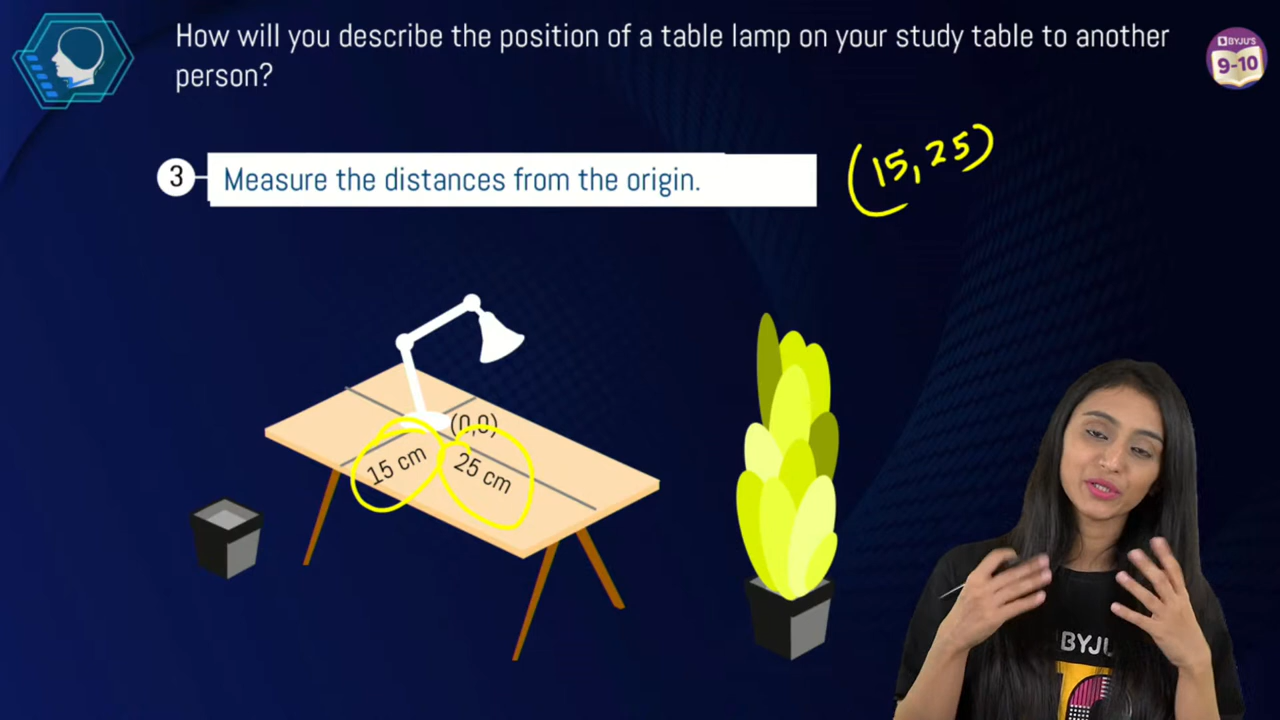 How will you describe the position of a table lamp on your study table to another
person?
BYJU'S
9-10
3
Measure the distances from the origin.
(15, 25)
(0,0)
15 cm
25 cm
BYJU